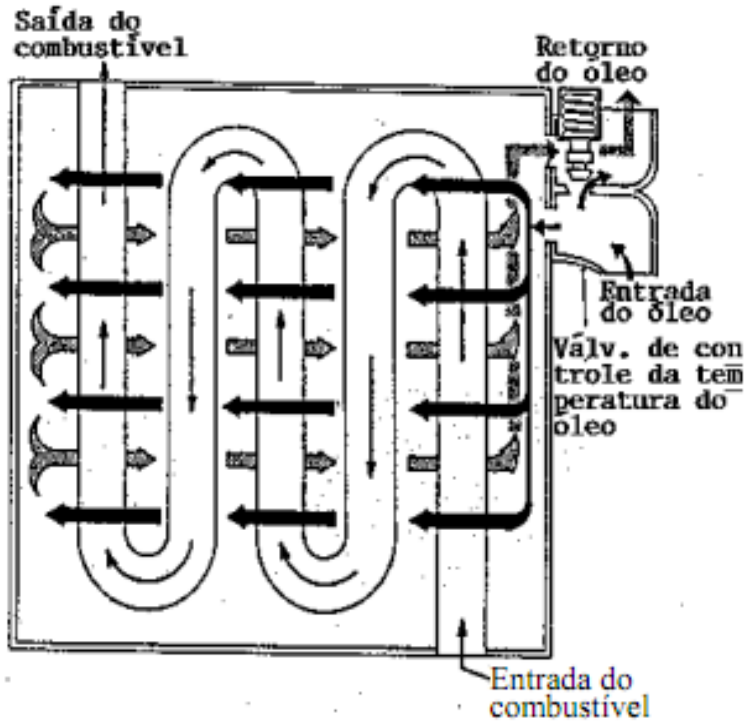 Saída do
combustível
Retorno
do óleo
Entrada
do óleo
Válv. de con
trole da tem
peratura do
óleo
Entrada do
combustível